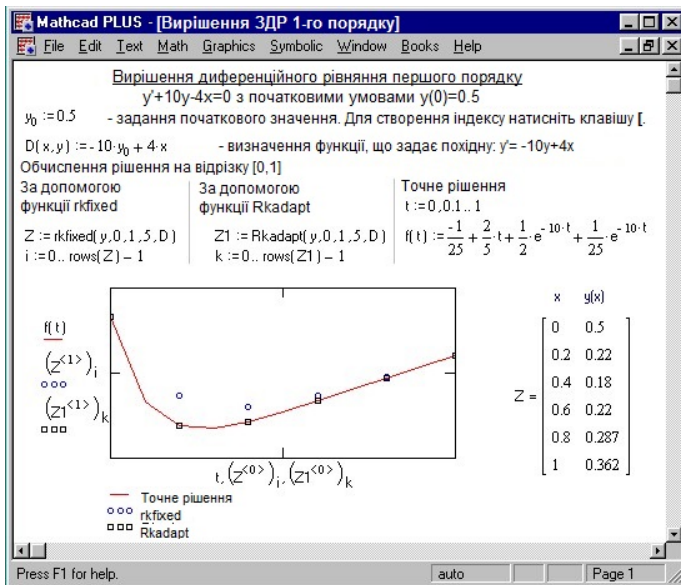 Mathcad PLUS - [Вирішення ЗДР 1-го порядку]
File Edit Text Math Graphics Symbolic Window Books Help
Вирішення диференційного рівняння першого порядку
y'+10y-4x=0 з початковими умовами y(0)=0.5
y₀ := 0.5 - задання початкового значення. Для створення індексу натисніть клавішу [.
D(x,y) := -10·y₀ + 4·x - визначення функції, що задає похідну: y'= -10y+4x
Обчислення рішення на відрізку [0,1]
За допомогою
функції rkfixed
Z := rkfixed(y,0,1,5,D)
i := 0.. rows(Z) - 1
За допомогою
функції Rkadapt
Z1 := Rkadapt(y,0,1,5,D)
k := 0.. rows(Z1) - 1
Точне рішення
t := 0,0.1.. 1
f(t) := -1/25 + 2/5·t + 1/2·e^(-10·t) + 1/25·e^(-10·t)
f(t)
(Z^<1>)i
(Z1^<1>)k
t, (Z^<0>)i, (Z1^<0>)k
Точне рішення
rkfixed
Rkadapt
x y(x)
Z =
0 0.5
0.2 0.22
0.4 0.18
0.6 0.22
0.8 0.287
1 0.362
Press F1 for help. auto Page 1